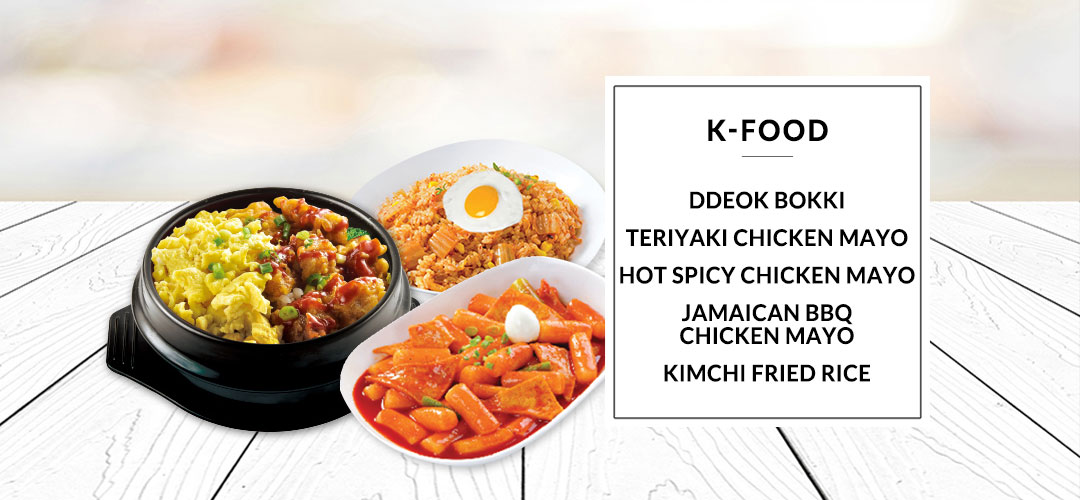 K-FOOD
DDEOK BOKKI
TERIYAKI CHICKEN MAYO
HOT SPICY CHICKEN MAYO
JAMAICAN BBQ
CHICKEN MAYO
KIMCHI FRIED RICE